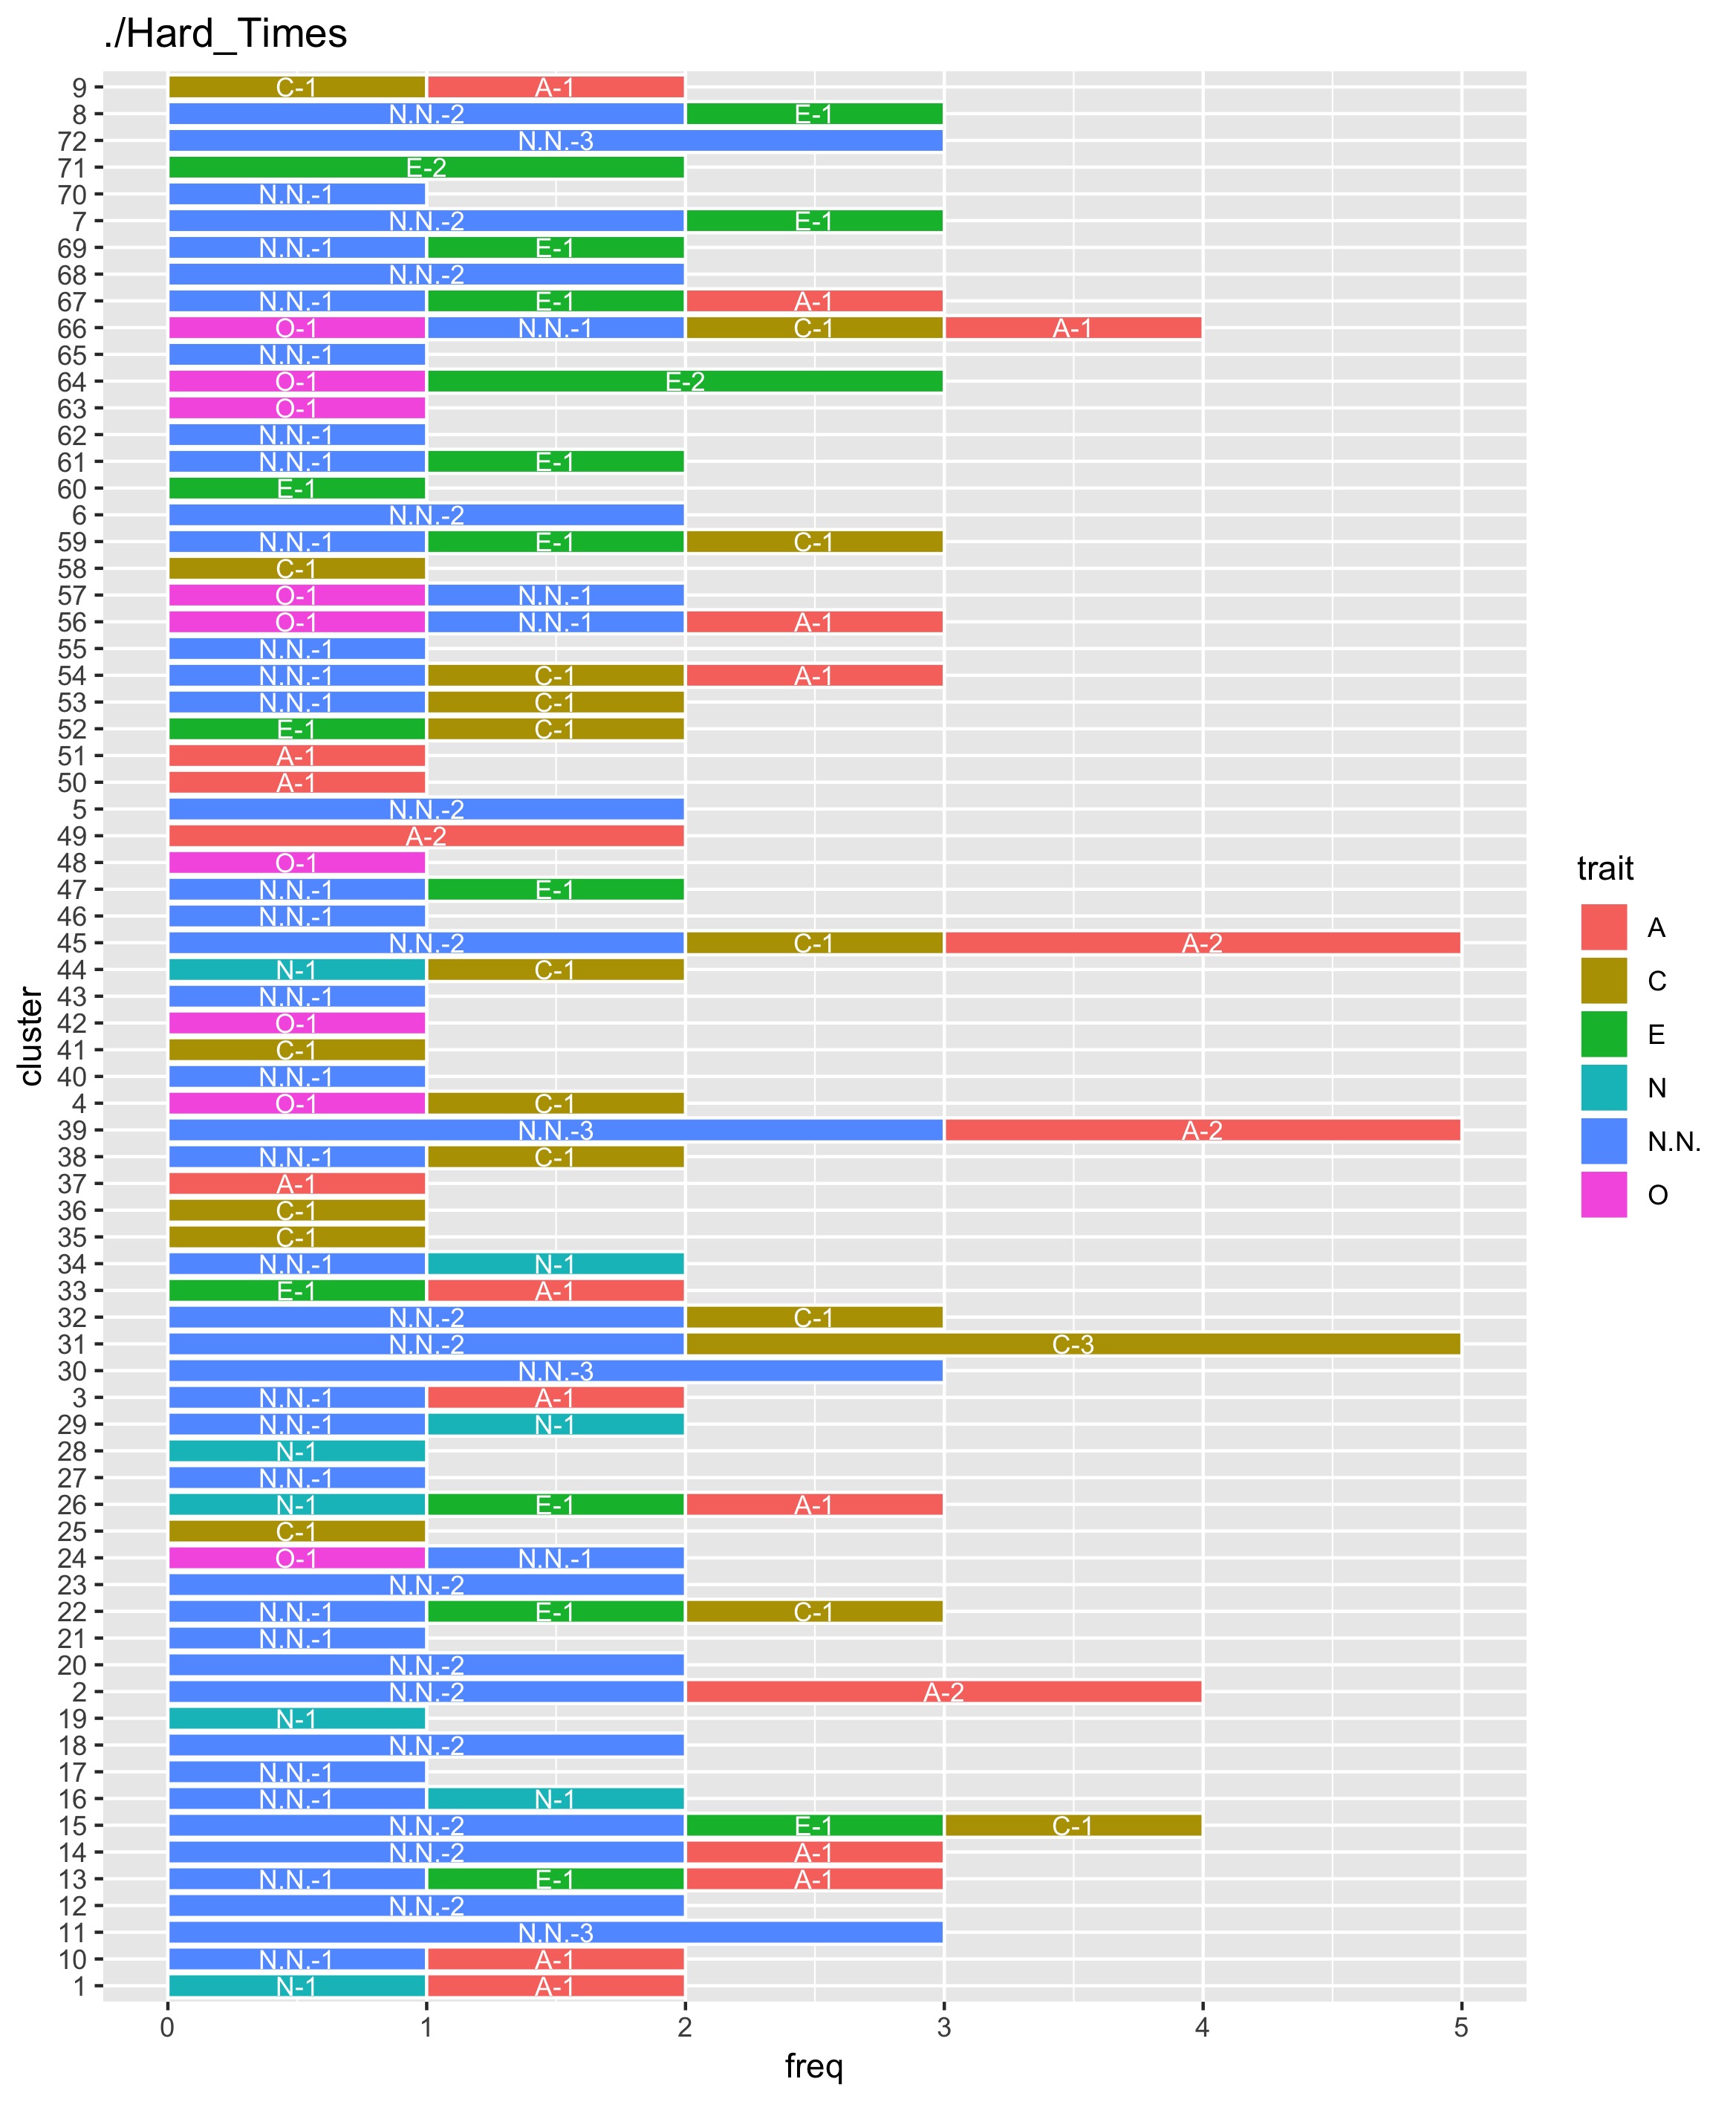 ./Hard_Times
9 C-1 A-1
8 N.N.-2 E-1
72 N.N.-3
71 E-2
70 N.N.-1
7 N.N.-2 E-1
69 N.N.-1 E-1
68 N.N.-2
67 N.N.-1 E-1 A-1
66 O-1 N.N.-1 C-1 A-1
65 N.N.-1
64 O-1 E-2
63 O-1
62 N.N.-1
61 N.N.-1 E-1
60 E-1
6 N.N.-2
59 N.N.-1 E-1 C-1
58 C-1
57 O-1 N.N.-1
56 O-1 N.N.-1 A-1
55 N.N.-1
54 N.N.-1 C-1 A-1
53 N.N.-1 C-1
52 E-1 C-1
51 A-1
50 A-1
5 N.N.-2
49 A-2
48 O-1
47 N.N.-1 E-1
46 N.N.-1
45 N.N.-2 C-1 A-2
44 N-1 C-1
43 N.N.-1
42 O-1
41 C-1
40 N.N.-1
4 O-1 C-1
39 N.N.-3 A-2
38 N.N.-1 C-1
37 A-1
36 C-1
35 C-1
34 N.N.-1 N-1
33 E-1 A-1
32 N.N.-2 C-1
31 N.N.-2 C-3
30 N.N.-3
3 N.N.-1 A-1
29 N.N.-1 N-1
28 N-1
27 N.N.-1
26 N-1 E-1 A-1
25 C-1
24 O-1 N.N.-1
23 N.N.-2
22 N.N.-1 E-1 C-1
21 N.N.-1
20 N.N.-2
2 N.N.-2 A-2
19 N-1
18 N.N.-2
17 N.N.-1
16 N.N.-1 N-1
15 N.N.-2 E-1 C-1
14 N.N.-2 A-1
13 N.N.-1 E-1 A-1
12 N.N.-2
11 N.N.-3
10 N.N.-1 A-1
1 N-1 A-1
0 1 2 3 4 5
freq
cluster
trait
A
C
E
N
N.N.
O